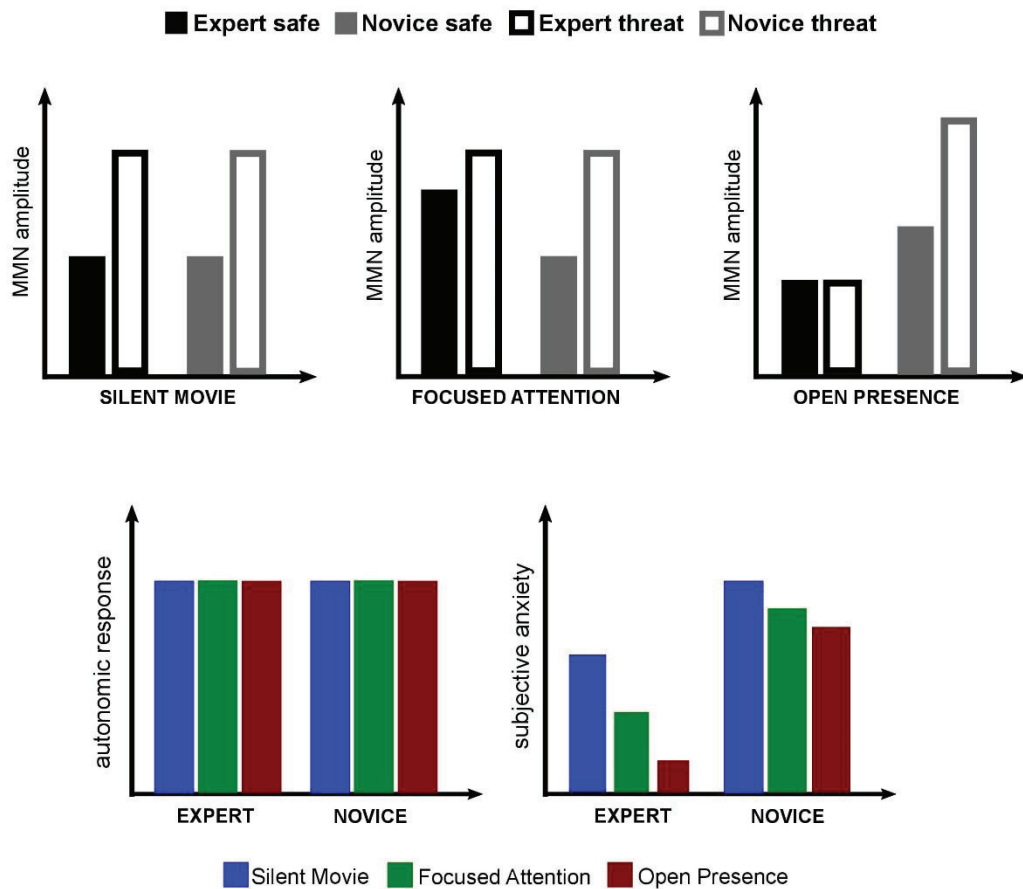 Expert safe Novice safe Expert threat Novice threat
MMN amplitude
SILENT MOVIE
MMN amplitude
FOCUSED ATTENTION
MMN amplitude
OPEN PRESENCE
autonomic response
EXPERT NOVICE
subjective anxiety
EXPERT NOVICE
Silent Movie Focused Attention Open Presence